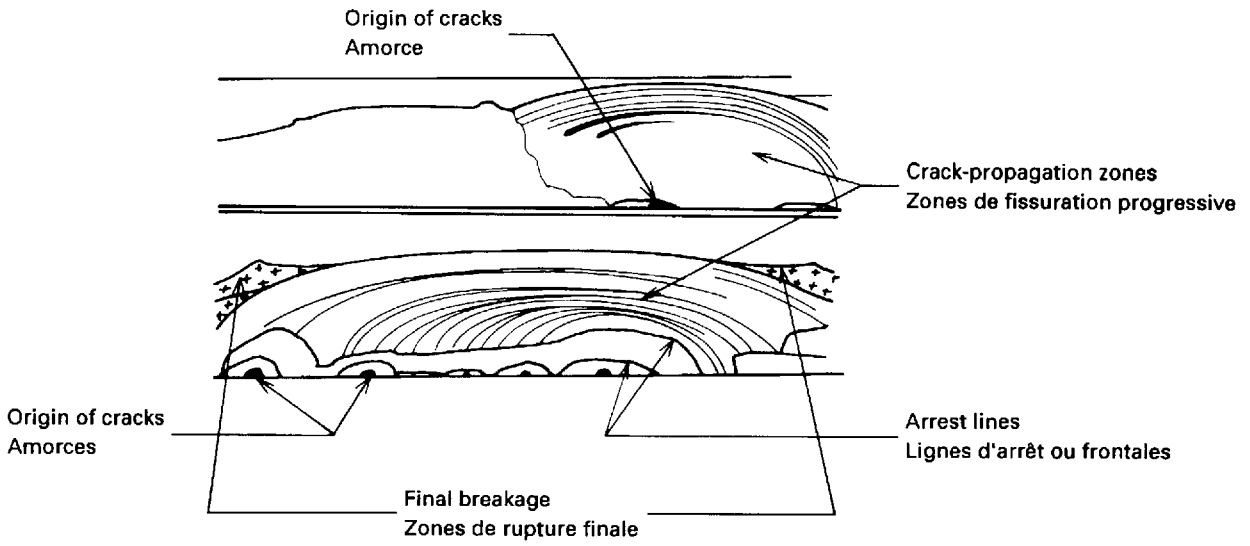 Origin of cracks
Amorce
Crack-propagation zones
Zones de fissuration progressive
Origin of cracks
Amorces
Arrest lines
Lignes d'arrêt ou frontales
Final breakage
Zones de rupture finale